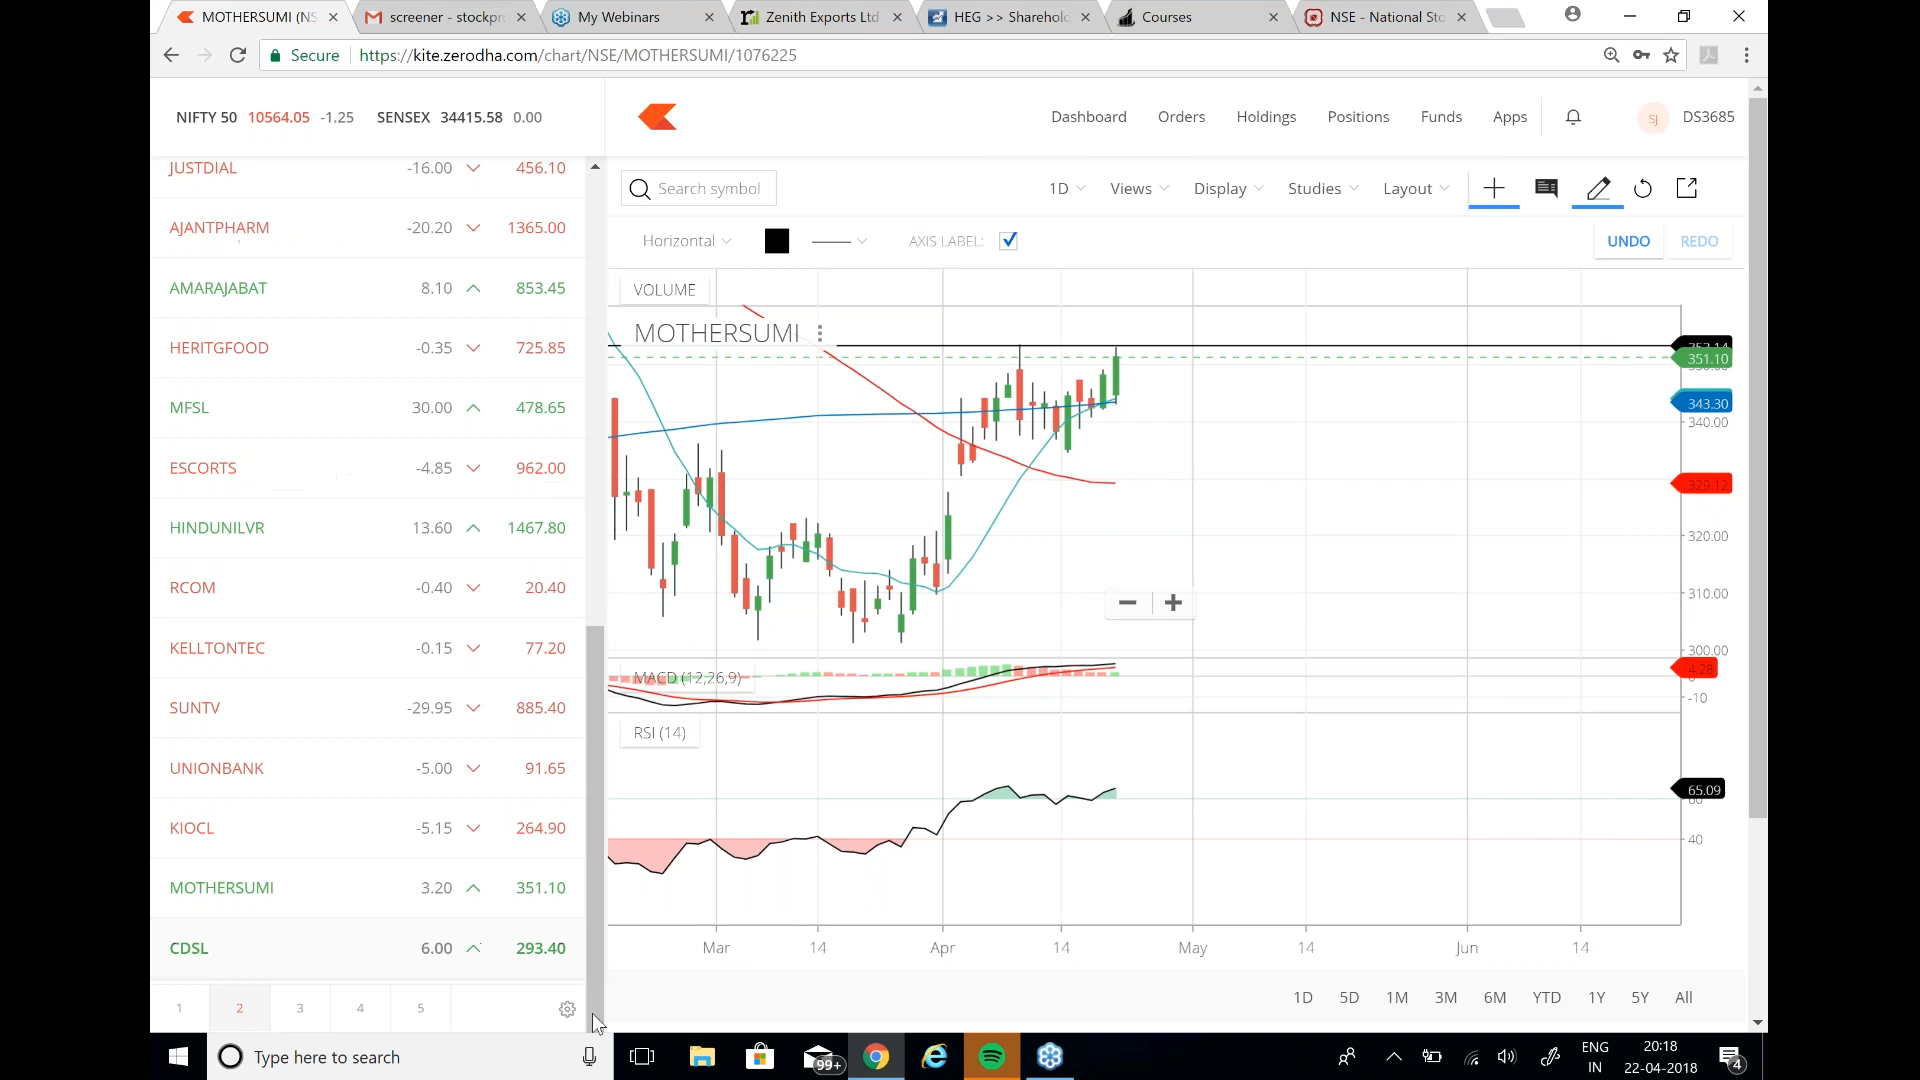 MOTHERSUMI (NS
screener - stockpr
My Webinars
Zenith Exports Ltd
HEG >> Sharehold
Courses
NSE - National Sto
Secure
https://kite.zerodha.com/chart/NSE/MOTHERSUMI/1076225
NIFTY 50 10564.05 -1.25 SENSEX 34415.58 0.00
Dashboard Orders Holdings Positions Funds Apps SJ DS3685
JUSTDIAL -16.00 456.10
AJANTPHARM -20.20 1365.00
AMARAJABAT 8.10 853.45
HERITGFOOD -0.35 725.85
MFSL 30.00 478.65
ESCORTS -4.85 962.00
HINDUNILVR 13.60 1467.80
RCOM -0.40 20.40
KELLTONTEC -0.15 77.20
SUNTV -29.95 885.40
UNIONBANK -5.00 91.65
KIOCL -5.15 264.90
MOTHERSUMI 3.20 351.10
CDSL 6.00 293.40
1 2 3 4 5
Search symbol 1D Views Display Studies Layout
Horizontal AXIS LABEL: UNDO REDO
VOLUME
MOTHERSUMI
351.10
343.30
340.00
329.12
320.00
310.00
300.00
MACD (12,26,9)
4.28
-10
RSI (14)
65.09
40
Mar 14 Apr 14 May 14 Jun 14
1D 5D 1M 3M 6M YTD 1Y 5Y All
Type here to search
99+
ENG
IN
20:18
22-04-2018
4